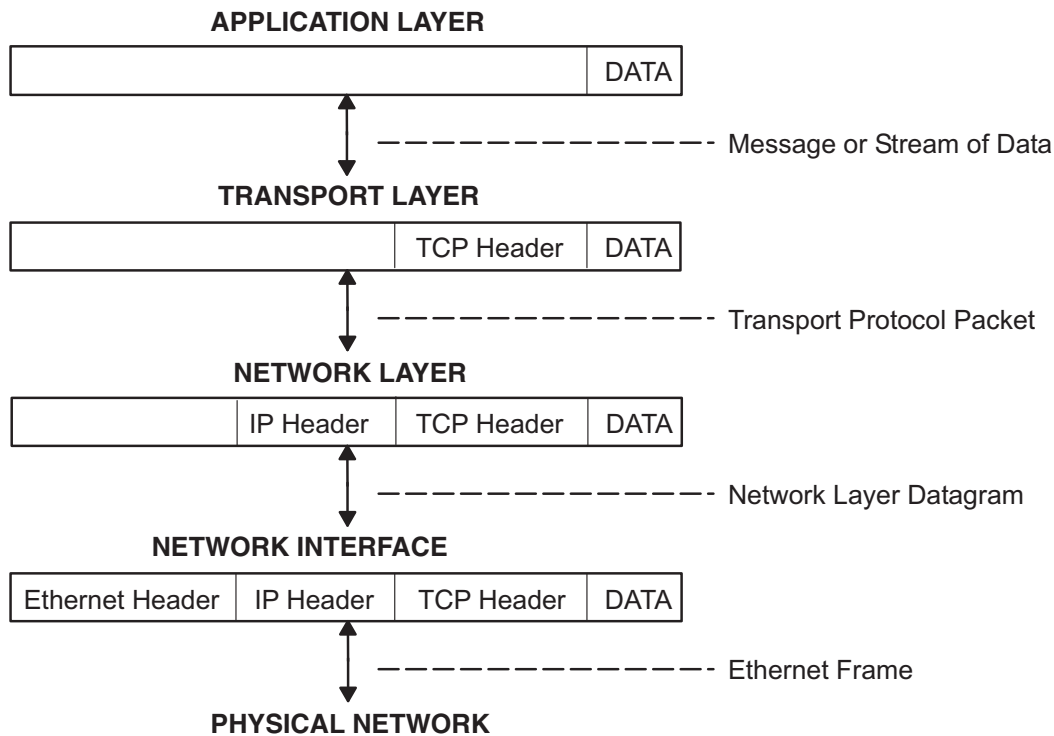 APPLICATION LAYER
DATA
Message or Stream of Data
TRANSPORT LAYER
TCP Header DATA
Transport Protocol Packet
NETWORK LAYER
IP Header TCP Header DATA
Network Layer Datagram
NETWORK INTERFACE
Ethernet Header IP Header TCP Header DATA
Ethernet Frame
PHYSICAL NETWORK